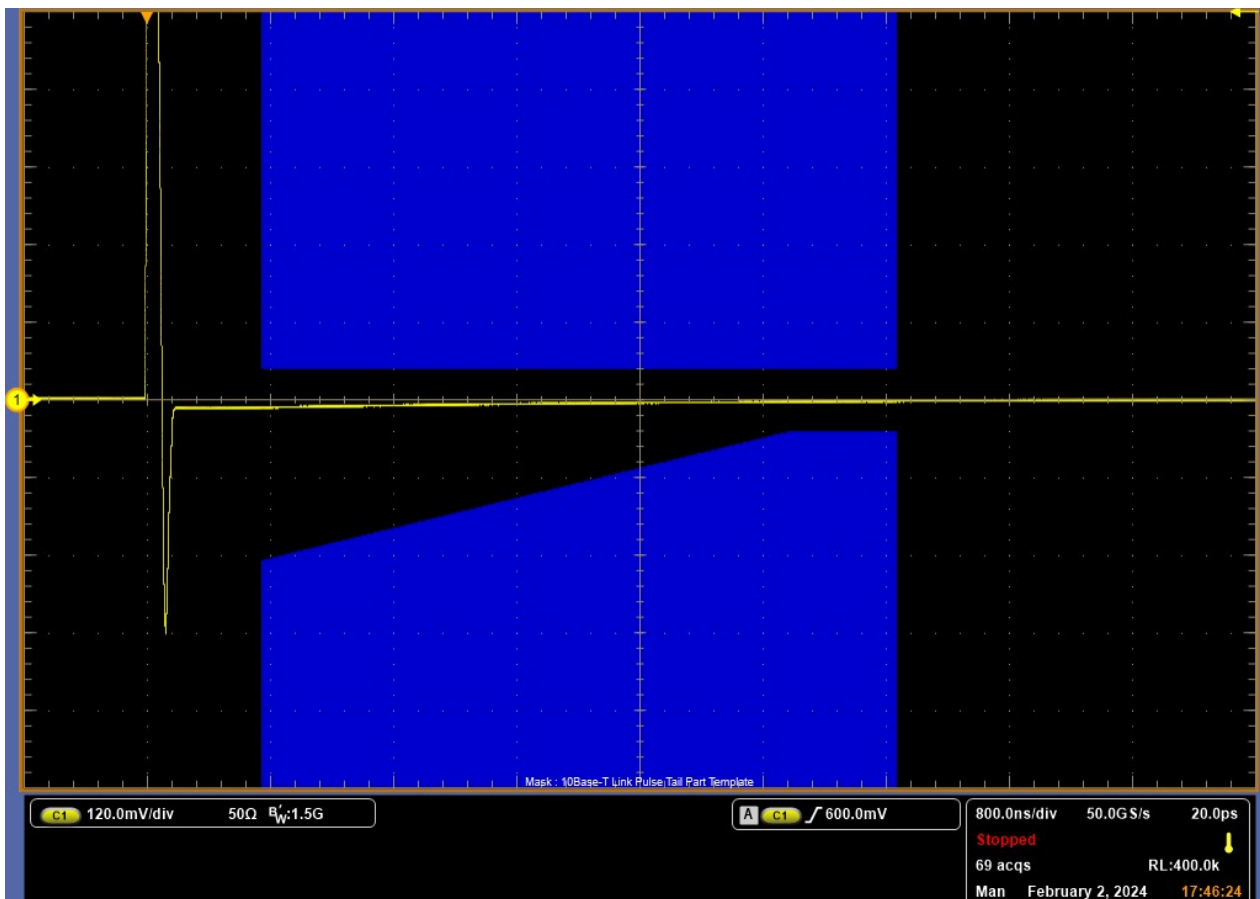 1
Mask : 10Base-T Link Pulse Tail Part Template
C1 120.0mV/div 50Ω B'W:1.5G
A C1 600.0mV
800.0ns/div 50.0GS/s 20.0ps
Stopped
69 acqs RL:400.0k
Man February 2, 2024 17:46:24